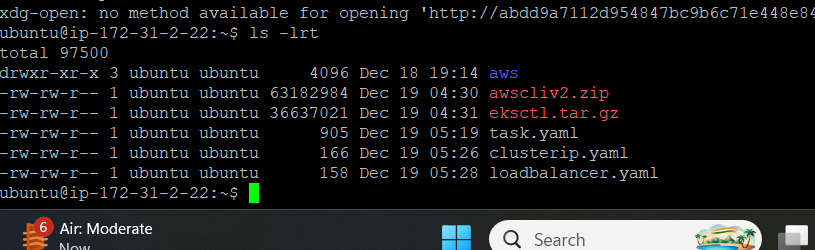 xdg-open: no method available for opening 'http://abdd9a7112d954847bc9b6c71e448e84
ubuntu@ip-172-31-2-22:~$ ls -lrt
total 97500
drwxr-xr-x 3 ubuntu ubuntu     4096 Dec 18 19:14 aws
-rw-rw-r-- 1 ubuntu ubuntu 63182984 Dec 19 04:30 awscliv2.zip
-rw-rw-r-- 1 ubuntu ubuntu 36637021 Dec 19 04:31 eksctl.tar.gz
-rw-rw-r-- 1 ubuntu ubuntu      905 Dec 19 05:19 task.yaml
-rw-rw-r-- 1 ubuntu ubuntu      166 Dec 19 05:26 clusterip.yaml
-rw-rw-r-- 1 ubuntu ubuntu      158 Dec 19 05:28 loadbalancer.yaml
ubuntu@ip-172-31-2-22:~$
6
Air: Moderate
Now
Search